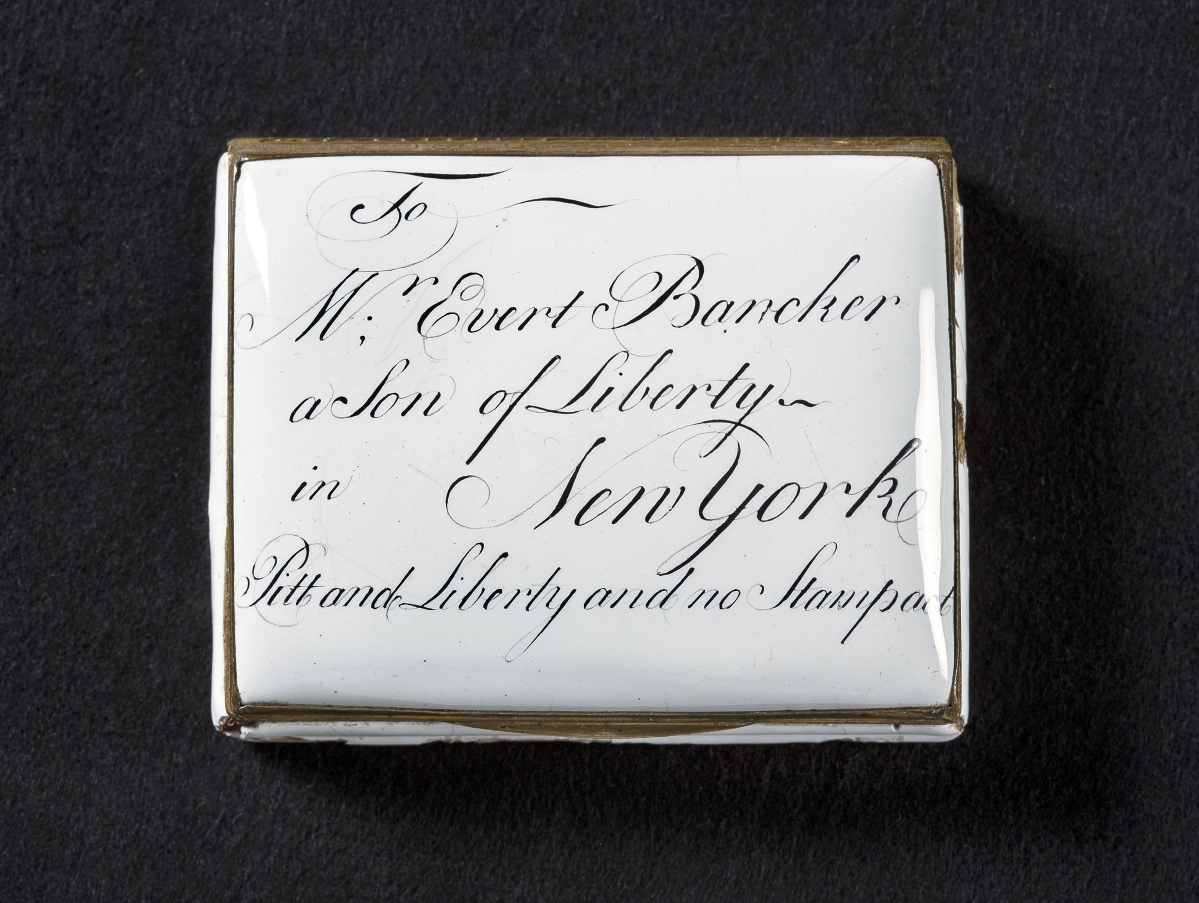 To
Mr: Evert Bancker
a Son of Liberty~
in New York
Pitt and Liberty and no Stampact